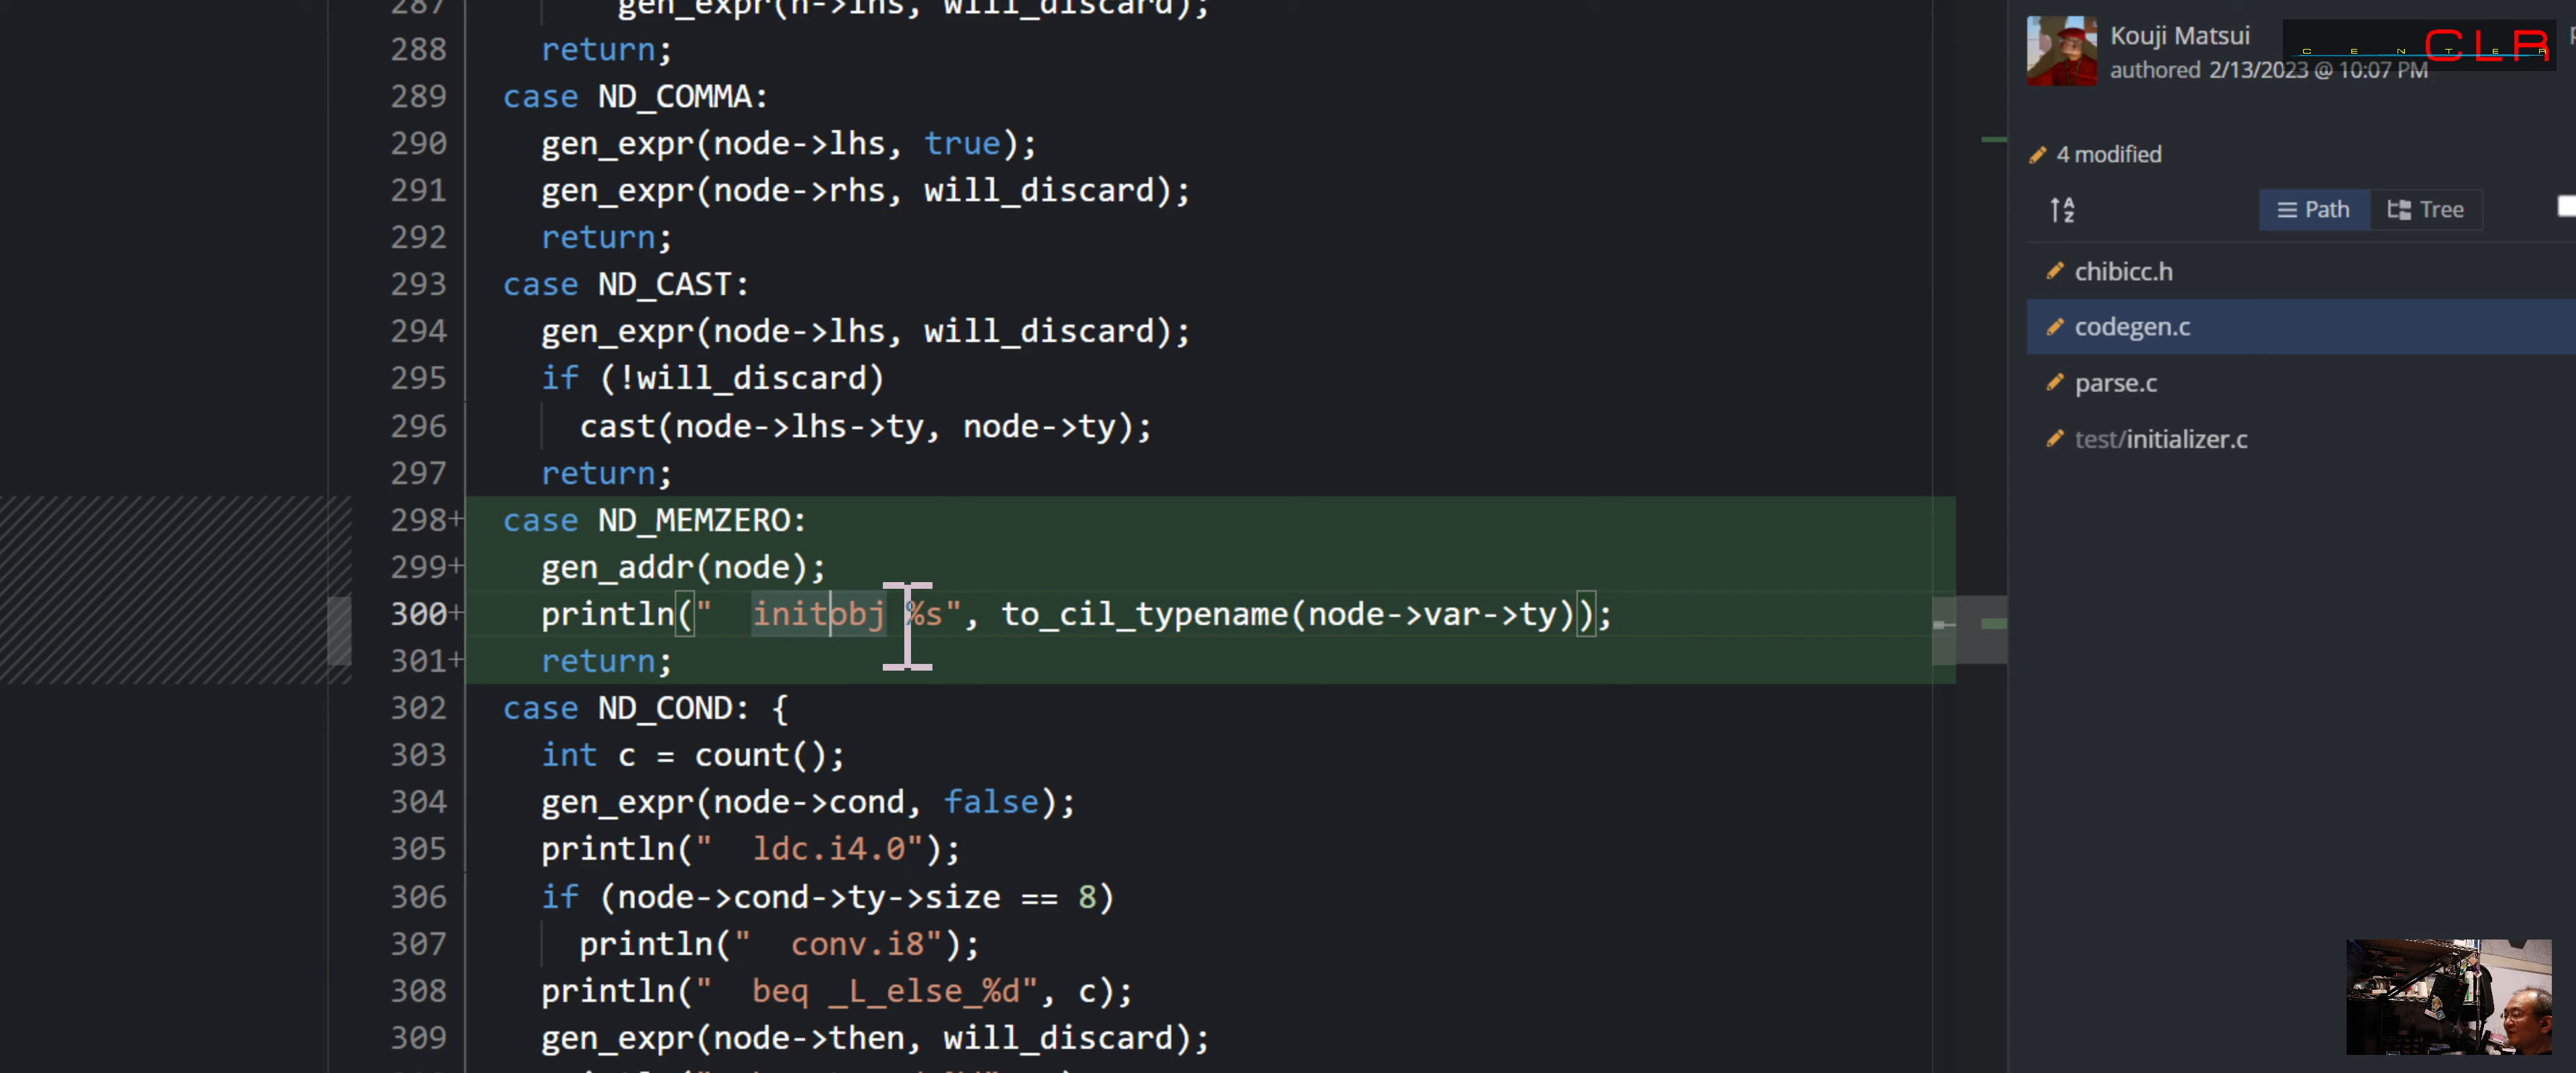 287 gen_expr(n->lhs, will_discard);
288 return;
289 case ND_COMMA:
290 gen_expr(node->lhs, true);
291 gen_expr(node->rhs, will_discard);
292 return;
293 case ND_CAST:
294 gen_expr(node->lhs, will_discard);
295 if (!will_discard)
296 cast(node->lhs->ty, node->ty);
297 return;
298+ case ND_MEMZERO:
299+ gen_addr(node);
300+ println("  initobj %s", to_cil_typename(node->var->ty));
301+ return;
302 case ND_COND: {
303 int c = count();
304 gen_expr(node->cond, false);
305 println("  ldc.i4.0");
306 if (node->cond->ty->size == 8)
307 println("  conv.i8");
308 println("  beq _L_else_%d", c);
309 gen_expr(node->then, will_discard);
Kouji Matsui
authored 2/13/2023 @ 10:07 PM
CENTER CLR
4 modified
AZ
Path Tree
chibicc.h
codegen.c
parse.c
test/initializer.c